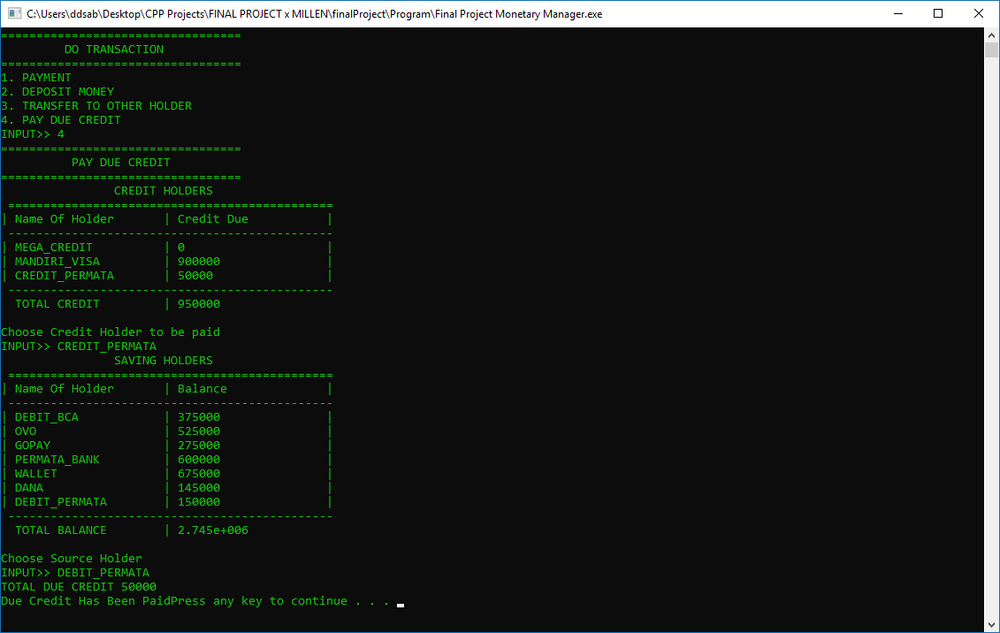 C:\Users\ddsab\Desktop\CPP Projects\FINAL PROJECT x MILLEN\finalProject\Program\Final Project Monetary Manager.exe
==================================
         DO TRANSACTION
==================================
1. PAYMENT
2. DEPOSIT MONEY
3. TRANSFER TO OTHER HOLDER
4. PAY DUE CREDIT
INPUT>> 4
==================================
          PAY DUE CREDIT
==================================
                CREDIT HOLDERS
 ==============================================
| Name Of Holder       | Credit Due           |
 ----------------------------------------------
| MEGA_CREDIT          | 0                    |
| MANDIRI_VISA         | 900000               |
| CREDIT_PERMATA       | 50000                |
 ----------------------------------------------
  TOTAL CREDIT         | 950000

Choose Credit Holder to be paid
INPUT>> CREDIT_PERMATA
                SAVING HOLDERS
 ==============================================
| Name Of Holder       | Balance              |
 ----------------------------------------------
| DEBIT_BCA            | 375000               |
| OVO                  | 525000               |
| GOPAY                | 275000               |
| PERMATA_BANK         | 600000               |
| WALLET               | 675000               |
| DANA                 | 145000               |
| DEBIT_PERMATA        | 150000               |
 ----------------------------------------------
  TOTAL BALANCE        | 2.745e+006

Choose Source Holder
INPUT>> DEBIT_PERMATA
TOTAL DUE CREDIT 50000
Due Credit Has Been PaidPress any key to continue . . .